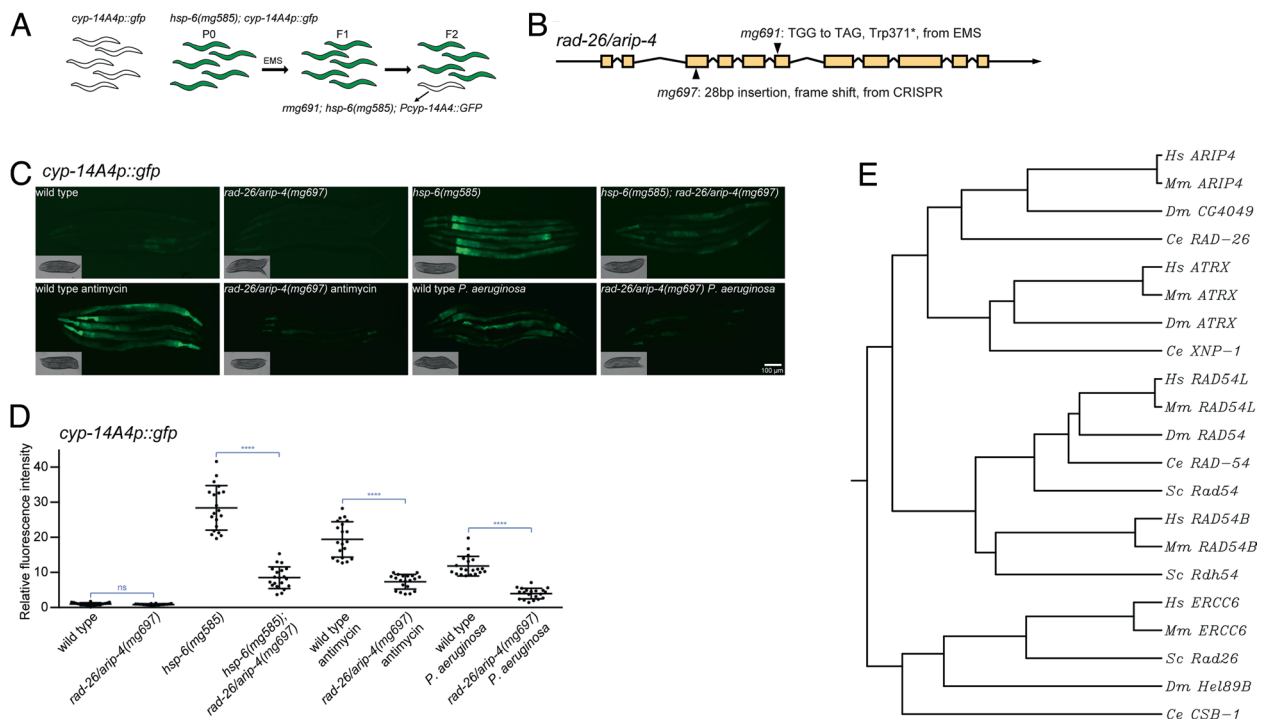 A
cyp-14A4p::gfp
hsp-6(mg585); cyp-14A4p::gfp
P0
F1
F2
EMS
rmg691; hsp-6(mg585); Pcyp-14A4::GFP
B
rad-26/arip-4
mg691: TGG to TAG, Trp371*, from EMS
mg697: 28bp insertion, frame shift, from CRISPR
C
cyp-14A4p::gfp
wild type
rad-26/arip-4(mg697)
hsp-6(mg585)
hsp-6(mg585); rad-26/arip-4(mg697)
wild type antimycin
rad-26/arip-4(mg697) antimycin
wild type P. aeruginosa
rad-26/arip-4(mg697) P. aeruginosa
100 µm
D
cyp-14A4p::gfp
Relative fluorescence intensity
40
30
20
10
0
ns
****
****
****
wild type
rad-26/arip-4(mg697)
hsp-6(mg585)
hsp-6(mg585);
rad-26/arip-4(mg697)
wild type
antimycin
rad-26/arip-4(mg697)
antimycin
wild type
P. aeruginosa
rad-26/arip-4(mg697)
P. aeruginosa
E
Hs ARIP4
Mm ARIP4
Dm CG4049
Ce RAD-26
Hs ATRX
Mm ATRX
Dm ATRX
Ce XNP-1
Hs RAD54L
Mm RAD54L
Dm RAD54
Ce RAD-54
Sc Rad54
Hs RAD54B
Mm RAD54B
Sc Rdh54
Hs ERCC6
Mm ERCC6
Sc Rad26
Dm Hel89B
Ce CSB-1